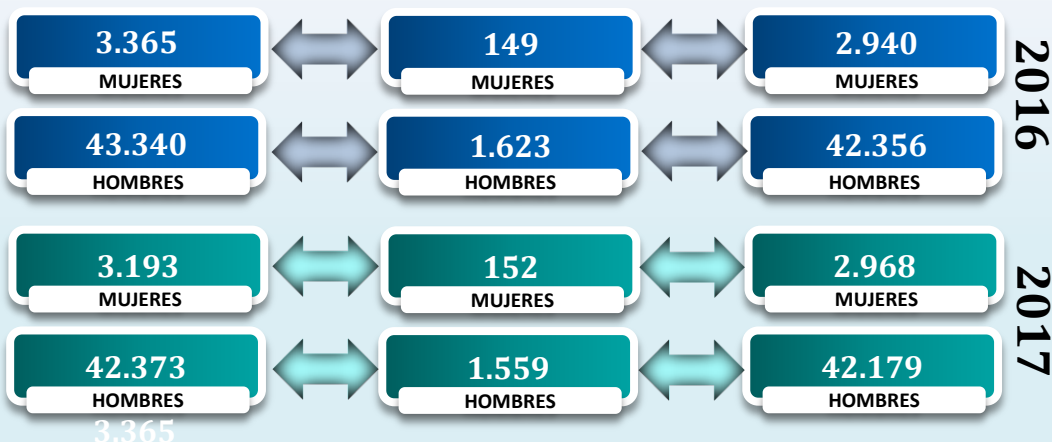 3.365 149 2.940
MUJERES MUJERES MUJERES
2016
43.340 1.623 42.356
HOMBRES HOMBRES HOMBRES
3.193 152 2.968
MUJERES MUJERES MUJERES
2017
42.373 1.559 42.179
HOMBRES HOMBRES HOMBRES
3.365